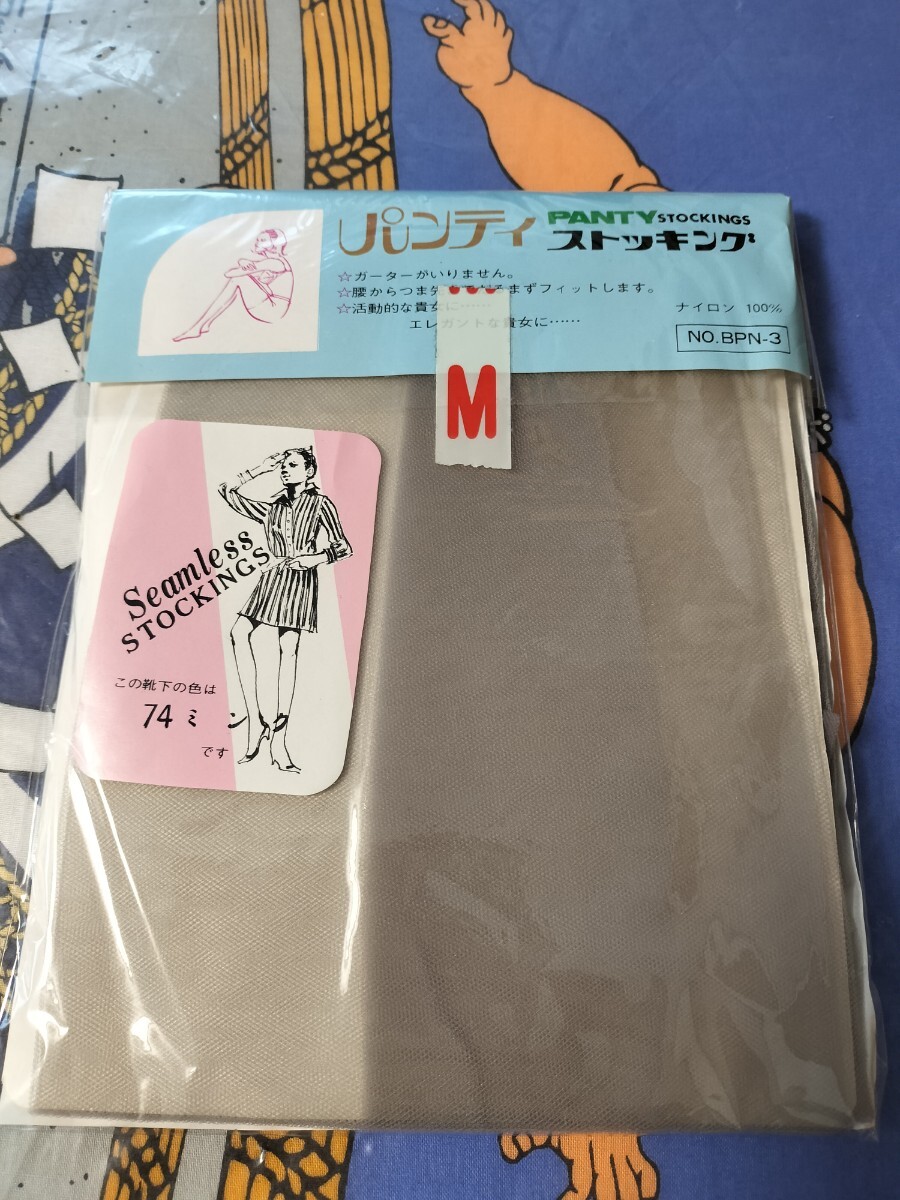 パンティ PANTY STOCKINGS
ストッキング
☆ガーターがいりません。
☆腰からつま まずフィットします。
☆活動的な貴女に……
エレガントな貴女に……
ナイロン 100%
NO.BPN-3
M
Seamless
STOCKINGS
この靴下の色は
74 ミンク
です